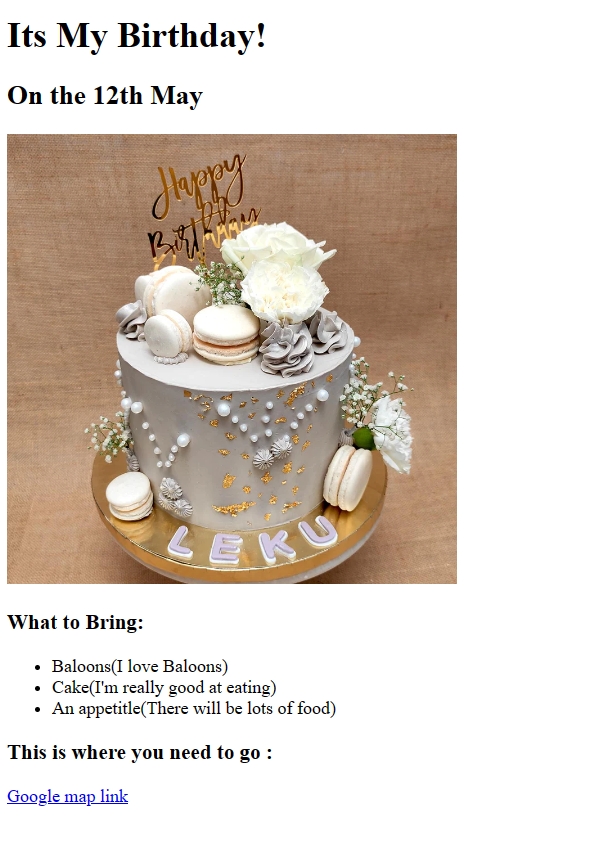 Its My Birthday!
On the 12th May
Happy
Birthday
LEKU
What to Bring:
Baloons(I love Baloons)
Cake(I'm really good at eating)
An appetitle(There will be lots of food)
This is where you need to go :
Google map link